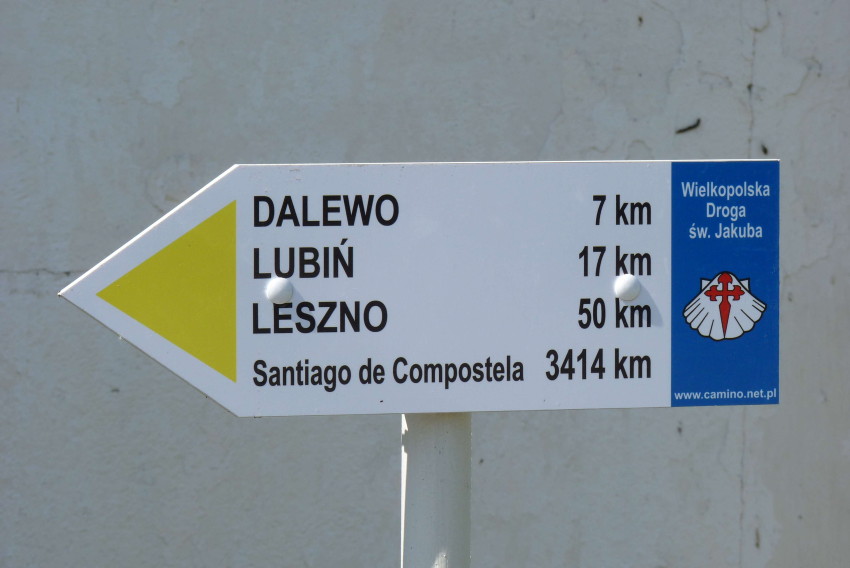 DALEWO 7 km
LUBIŃ 17 km
LESZNO 50 km
Santiago de Compostela 3414 km
Wielkopolska
Droga
św. Jakuba
www.camino.net.pl